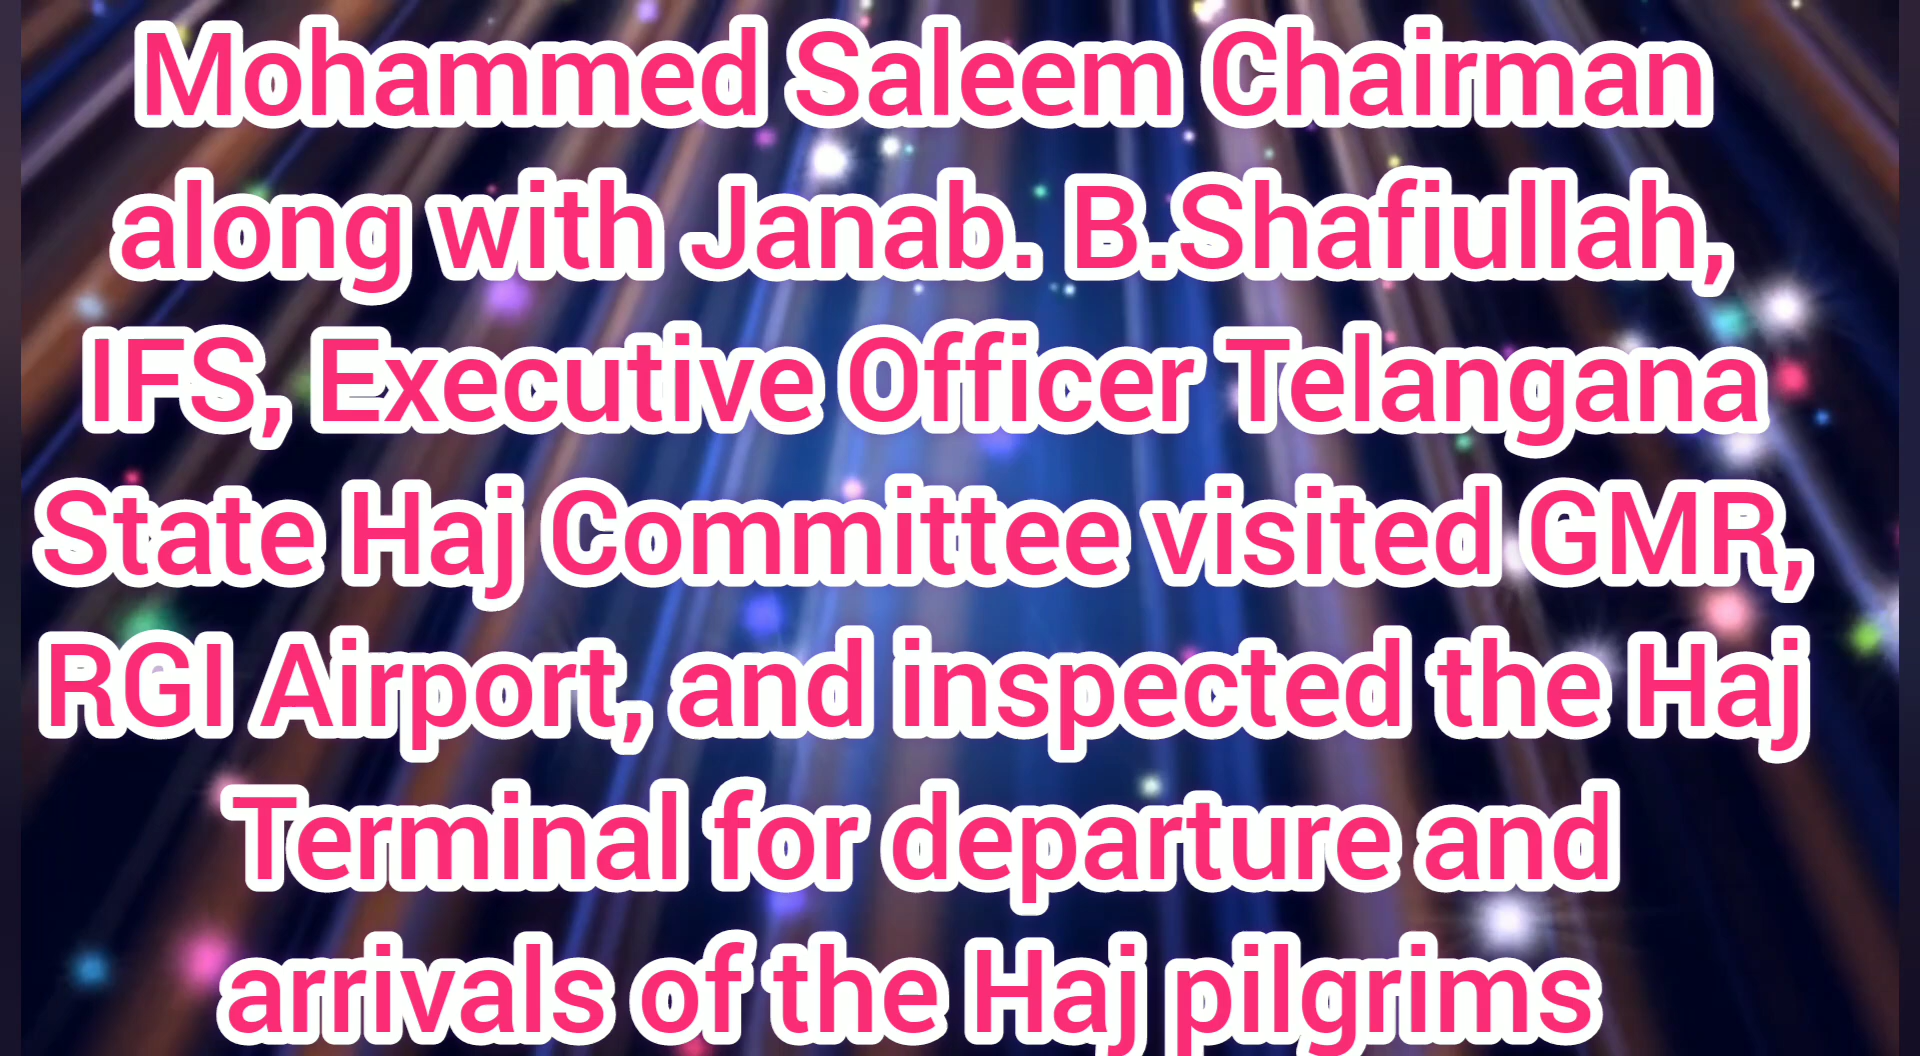 Mohammed Saleem Chairman
along with Janab. B.Shafiullah,
IFS, Executive Officer Telangana
State Haj Committee visited GMR,
RGI Airport, and inspected the Haj
Terminal for departure and
arrivals of the Haj pilgrims